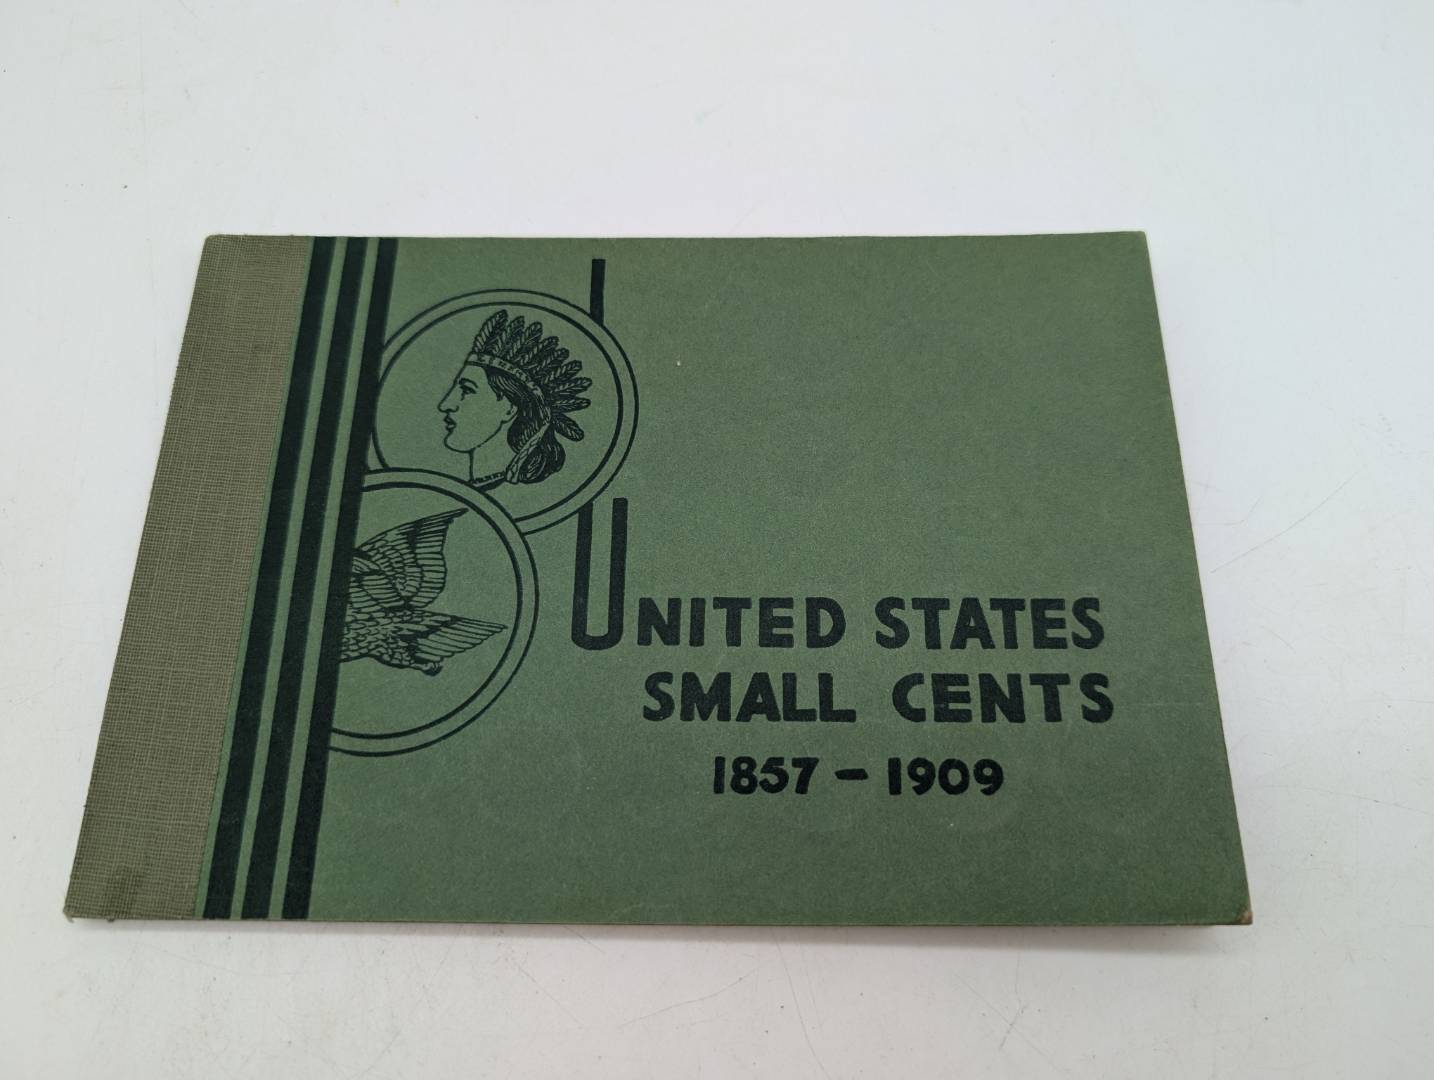 UNITED STATES
SMALL CENTS
1857-1909